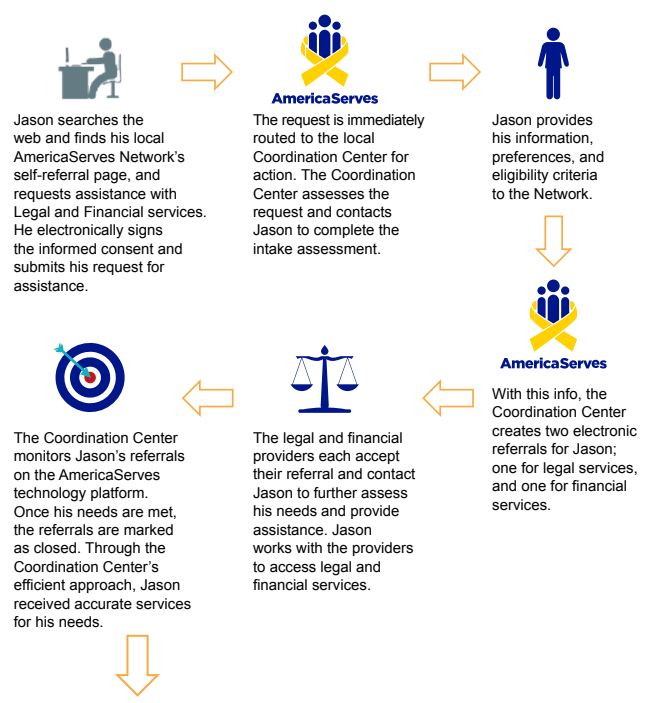 Jason searches the
web and finds his local
AmericaServes Network's
self-referral page, and
requests assistance with
Legal and Financial services.
He electronically signs
the informed consent and
submits his request for
assistance.
AmericaServes
The request is immediately
routed to the local
Coordination Center for
action. The Coordination
Center assesses the
request and contacts
Jason to complete the
intake assessment.
Jason provides
his information,
preferences, and
eligibility criteria
to the Network.
AmericaServes
With this info, the
Coordination Center
creates two electronic
referrals for Jason;
one for legal services,
and one for financial
services.
The legal and financial
providers each accept
their referral and contact
Jason to further assess
his needs and provide
assistance. Jason
works with the providers
to access legal and
financial services.
The Coordination Center
monitors Jason's referrals
on the AmericaServes
technology platform.
Once his needs are met,
the referrals are marked
as closed. Through the
Coordination Center's
efficient approach, Jason
received accurate services
for his needs.